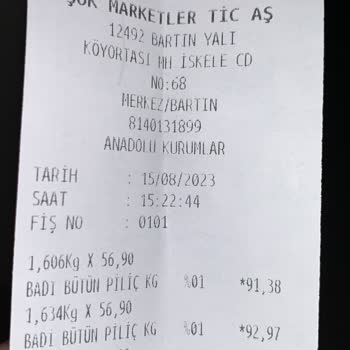 ŞOK MARKETLER TİC AŞ
12492 BARTIN YALI
KÖYORTASI MH İSKELE CD
NO:68
MERKEZ/BARTIN
8140131899
ANADOLU KURUMLAR
TARİH : 15/08/2023
SAAT : 15:22:44
FİŞ NO : 0101
1,606Kg X 56,90
BADI BÜTÜN PİLİÇ KG %01 *91,38
1,634Kg X 56,90
BADI BÜTÜN PİLİÇ KG %01 *92,97